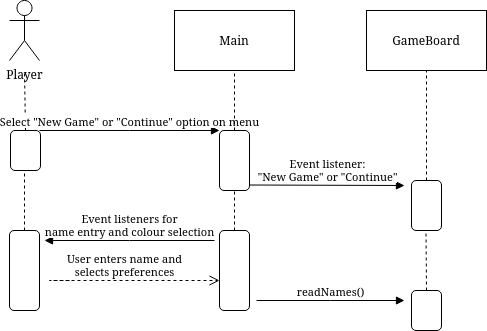 Main
GameBoard
Player
Select "New Game" or "Continue" option on menu
Event listener:
"New Game" or "Continue"
Event listeners for
name entry and colour selection
User enters name and
selects preferences
readNames()